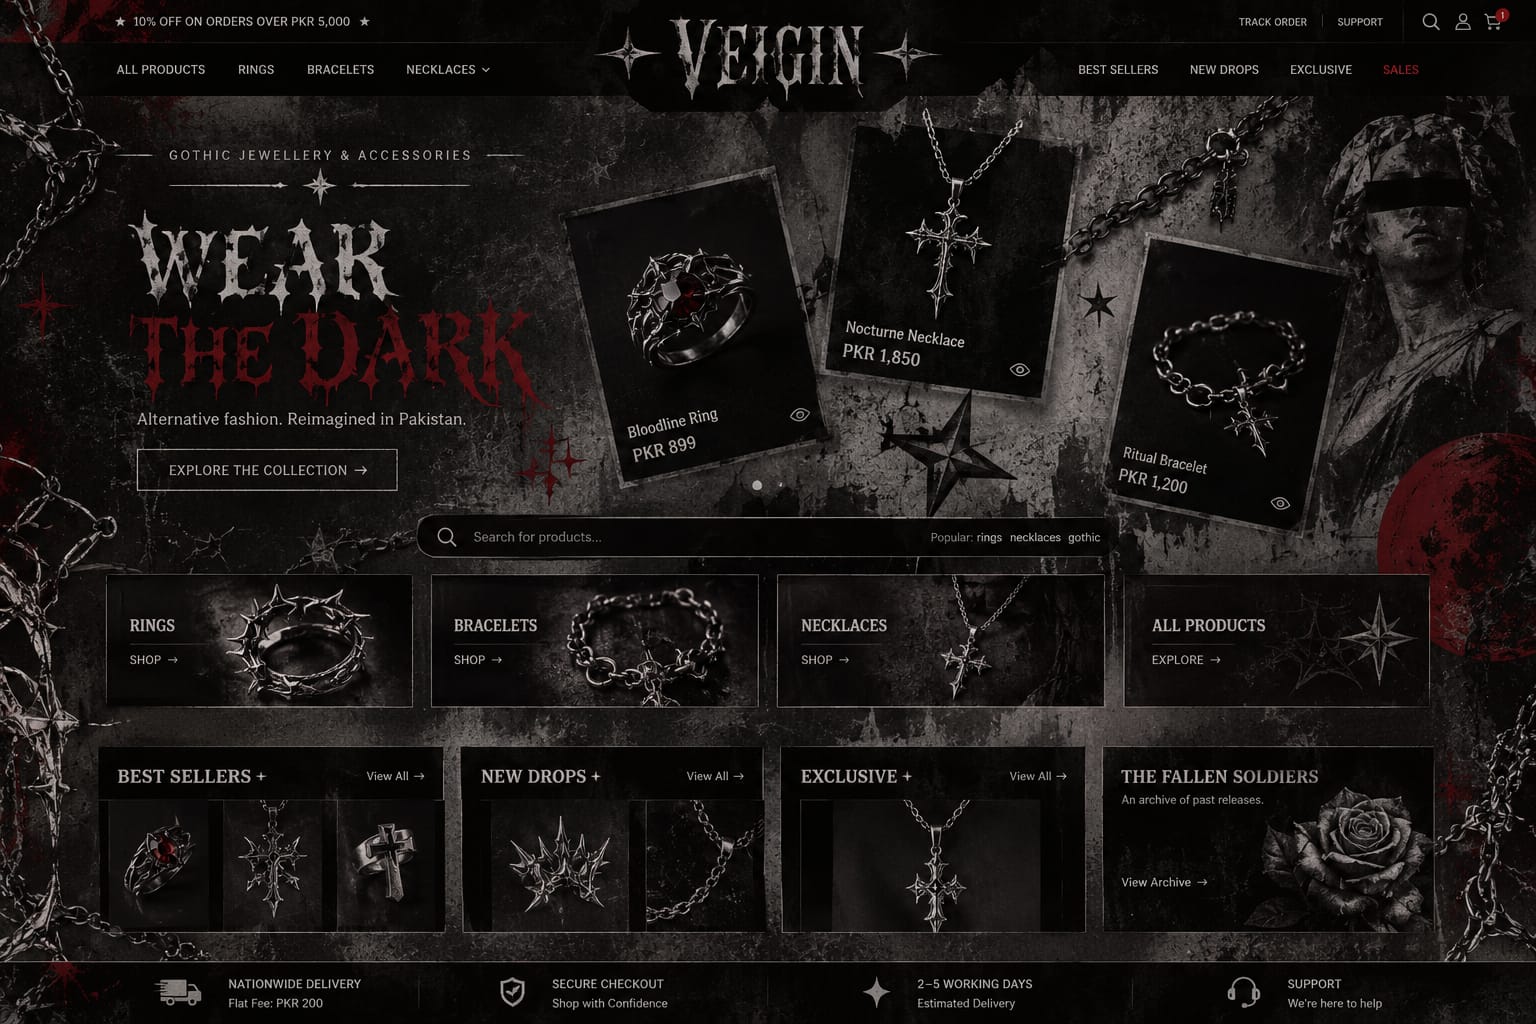 ★ 10% OFF ON ORDERS OVER PKR 5,000 ★
TRACK ORDER
SUPPORT
1
ALL PRODUCTS
RINGS
BRACELETS
NECKLACES
VEIGIN
BEST SELLERS
NEW DROPS
EXCLUSIVE
SALES
GOTHIC JEWELLERY & ACCESSORIES
WEAR
THE DARK
Alternative fashion. Reimagined in Pakistan.
EXPLORE THE COLLECTION →
Bloodline Ring
PKR 899
Nocturne Necklace
PKR 1,850
Ritual Bracelet
PKR 1,200
Search for products...
Popular: rings necklaces gothic
RINGS
SHOP →
BRACELETS
SHOP →
NECKLACES
SHOP →
ALL PRODUCTS
EXPLORE →
BEST SELLERS +
View All →
NEW DROPS +
View All →
EXCLUSIVE +
View All →
THE FALLEN SOLDIERS
An archive of past releases.
View Archive →
NATIONWIDE DELIVERY
Flat Fee: PKR 200
SECURE CHECKOUT
Shop with Confidence
2–5 WORKING DAYS
Estimated Delivery
SUPPORT
We're here to help